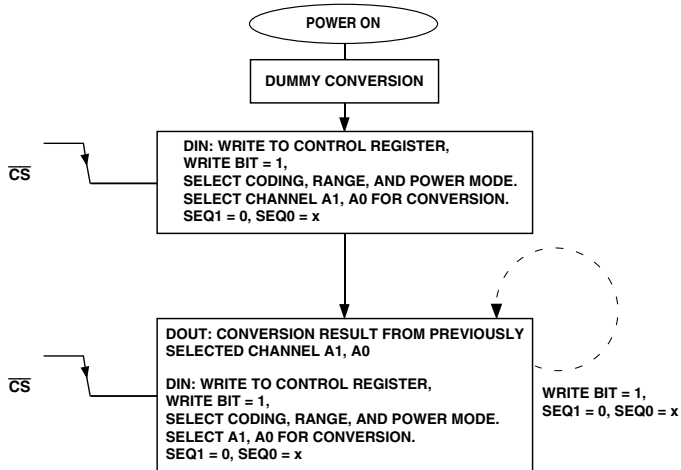 POWER ON
DUMMY CONVERSION
CS
DIN: WRITE TO CONTROL REGISTER,
WRITE BIT = 1,
SELECT CODING, RANGE, AND POWER MODE.
SELECT CHANNEL A1, A0 FOR CONVERSION.
SEQ1 = 0, SEQ0 = x
DOUT: CONVERSION RESULT FROM PREVIOUSLY
SELECTED CHANNEL A1, A0
CS
DIN: WRITE TO CONTROL REGISTER,
WRITE BIT = 1,
SELECT CODING, RANGE, AND POWER MODE.
SELECT A1, A0 FOR CONVERSION.
SEQ1 = 0, SEQ0 = x
WRITE BIT = 1,
SEQ1 = 0, SEQ0 = x